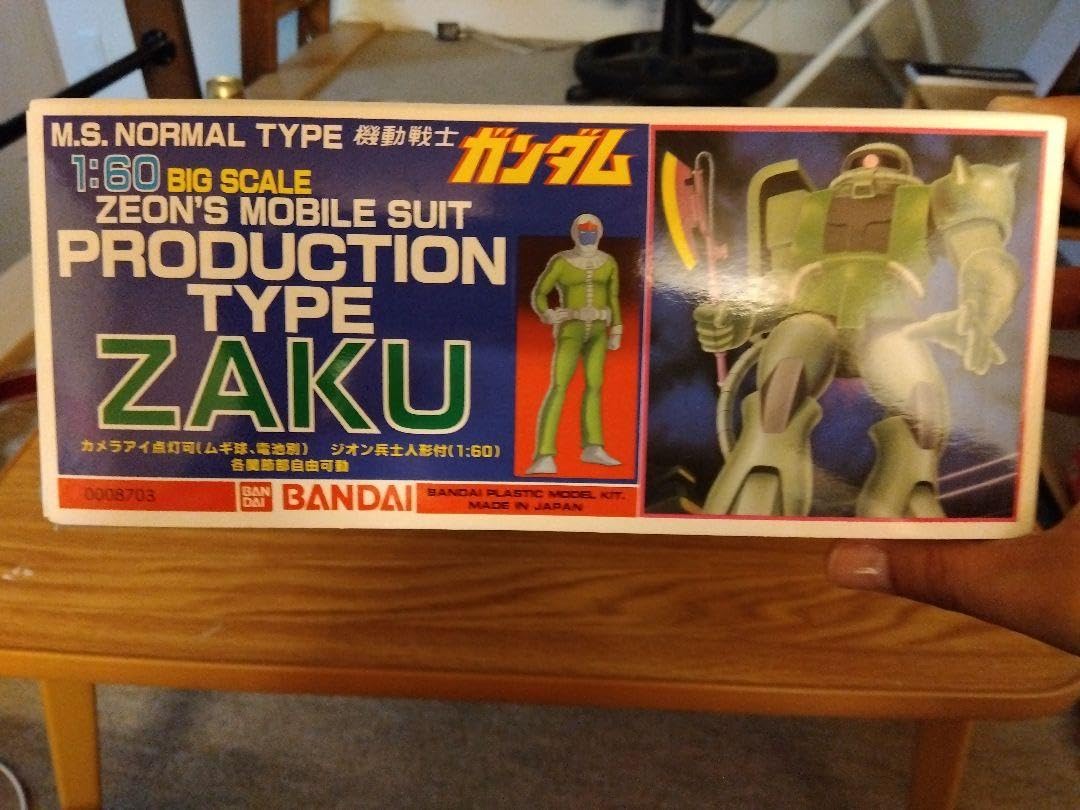 M.S. NORMAL TYPE 機動戦士 ガンダム
1:60 BIG SCALE
ZEON'S MOBILE SUIT
PRODUCTION
TYPE
ZAKU
カメラアイ点灯可(ムギ球、電池別) ジオン兵士人形付(1:60)
各関節部自由可動
0008703 BAN DAI BANDAI BANDAI PLASTIC MODEL KIT.
MADE IN JAPAN